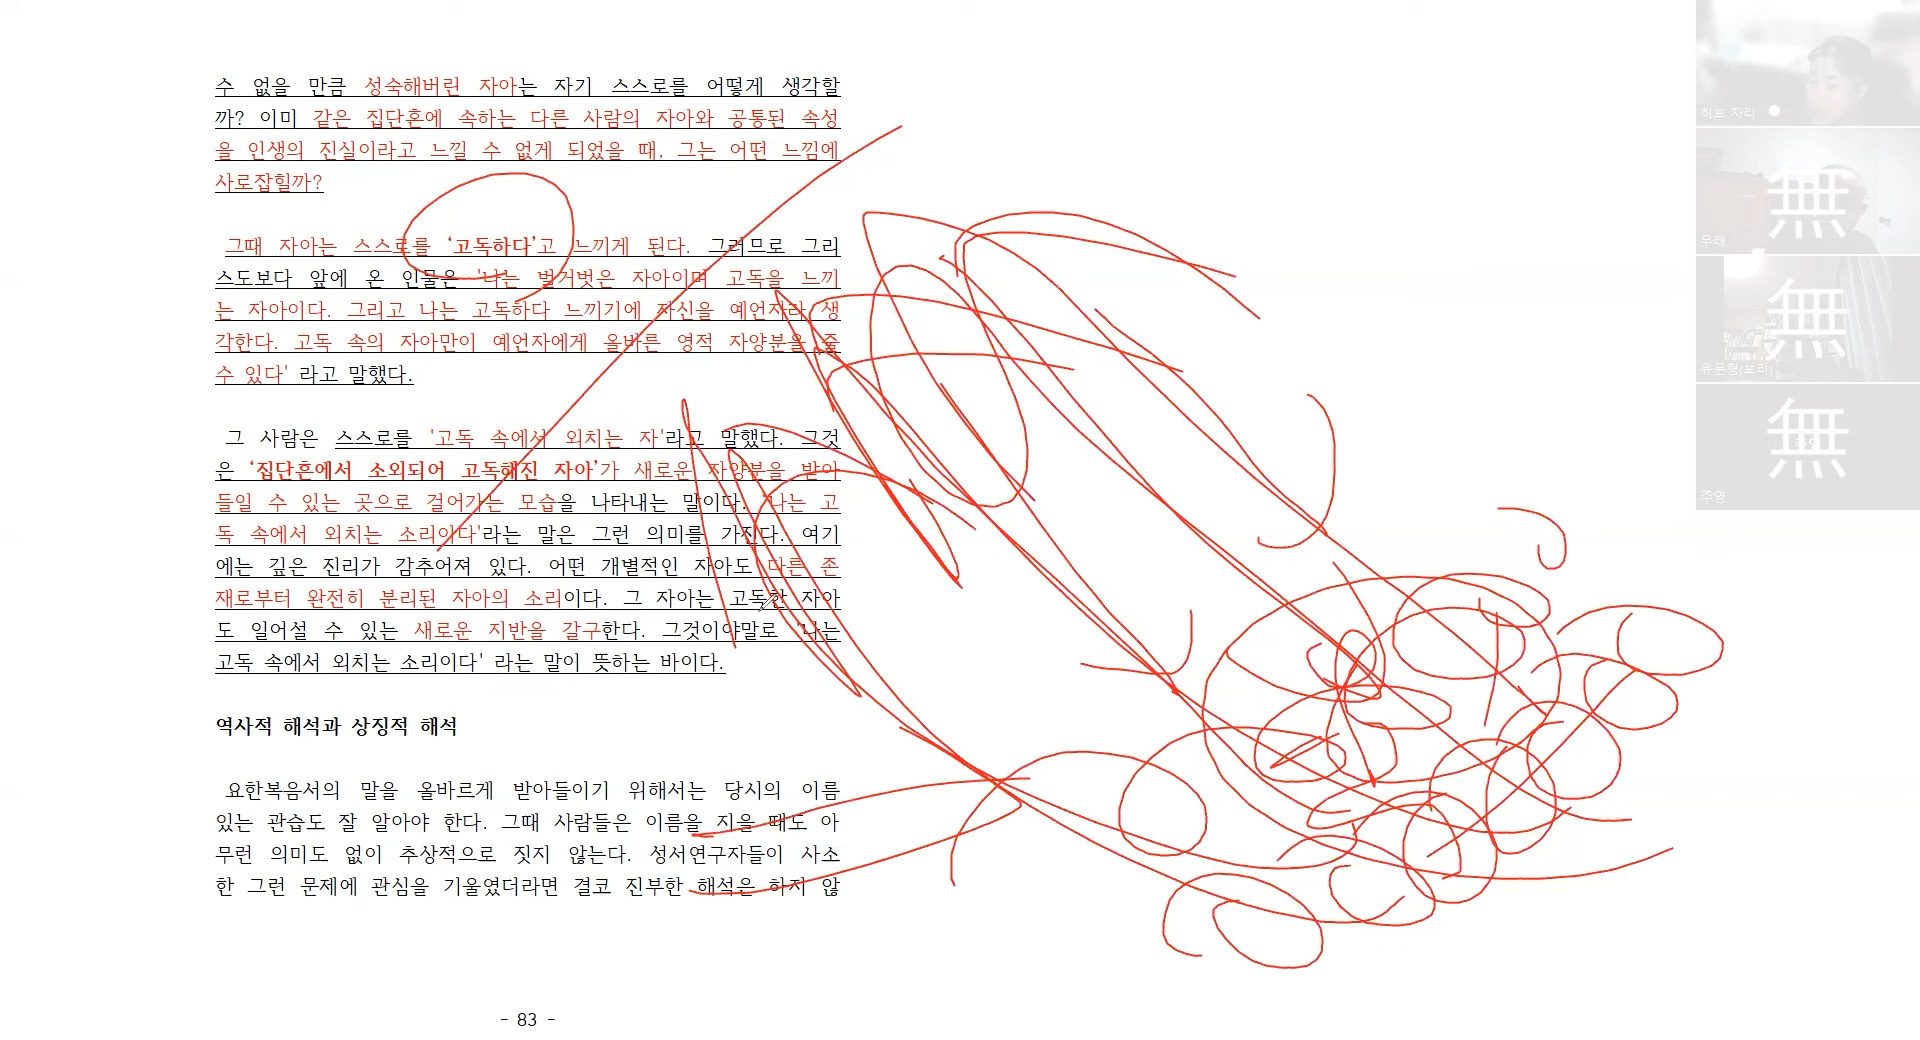 수 없을 만큼 성숙해버린 자아는 자기 스스로를 어떻게 생각할
까? 이미 같은 집단혼에 속하는 다른 사람의 자아와 공통된 속성
을 인생의 진실이라고 느낄 수 없게 되었을 때, 그는 어떤 느낌에
사로잡힐까?
그때 자아는 스스로를 ‘고독하다’고 느끼게 된다. 그러므로 그리
스도보다 앞에 온 인물은 '나는 벌거벗은 자아이며 고독을 느끼
는 자아이다. 그리고 나는 고독하다 느끼기에 자신을 예언자라 생
각한다. 고독 속의 자아만이 예언자에게 올바른 영적 자양분을 줄
수 있다' 라고 말했다.
그 사람은 스스로를 '고독 속에서 외치는 자'라고 말했다. 그것
은 ‘집단혼에서 소외되어 고독해진 자아’가 새로운 자양분을 받아
들일 수 있는 곳으로 걸어가는 모습을 나타내는 말이다. '나는 고
독 속에서 외치는 소리이다'라는 말은 그런 의미를 가진다. 여기
에는 깊은 진리가 감추어져 있다. 어떤 개별적인 자아도 다른 존
재로부터 완전히 분리된 자아의 소리이다. 그 자아는 고독한 자아
도 일어설 수 있는 새로운 지반을 갈구한다. 그것이야말로 '나는
고독 속에서 외치는 소리이다' 라는 말이 뜻하는 바이다.
역사적 해석과 상징적 해석
요한복음서의 말을 올바르게 받아들이기 위해서는 당시의 이름
있는 관습도 잘 알아야 한다. 그때 사람들은 이름을 지을 때도 아
무런 의미도 없이 추상적으로 짓지 않는다. 성서연구자들이 사소
한 그런 문제에 관심을 기울였더라면 결코 진부한 해석은 하지 않
- 83 -
허브 자리
無
무래
無
유문형(보리)
無
주영